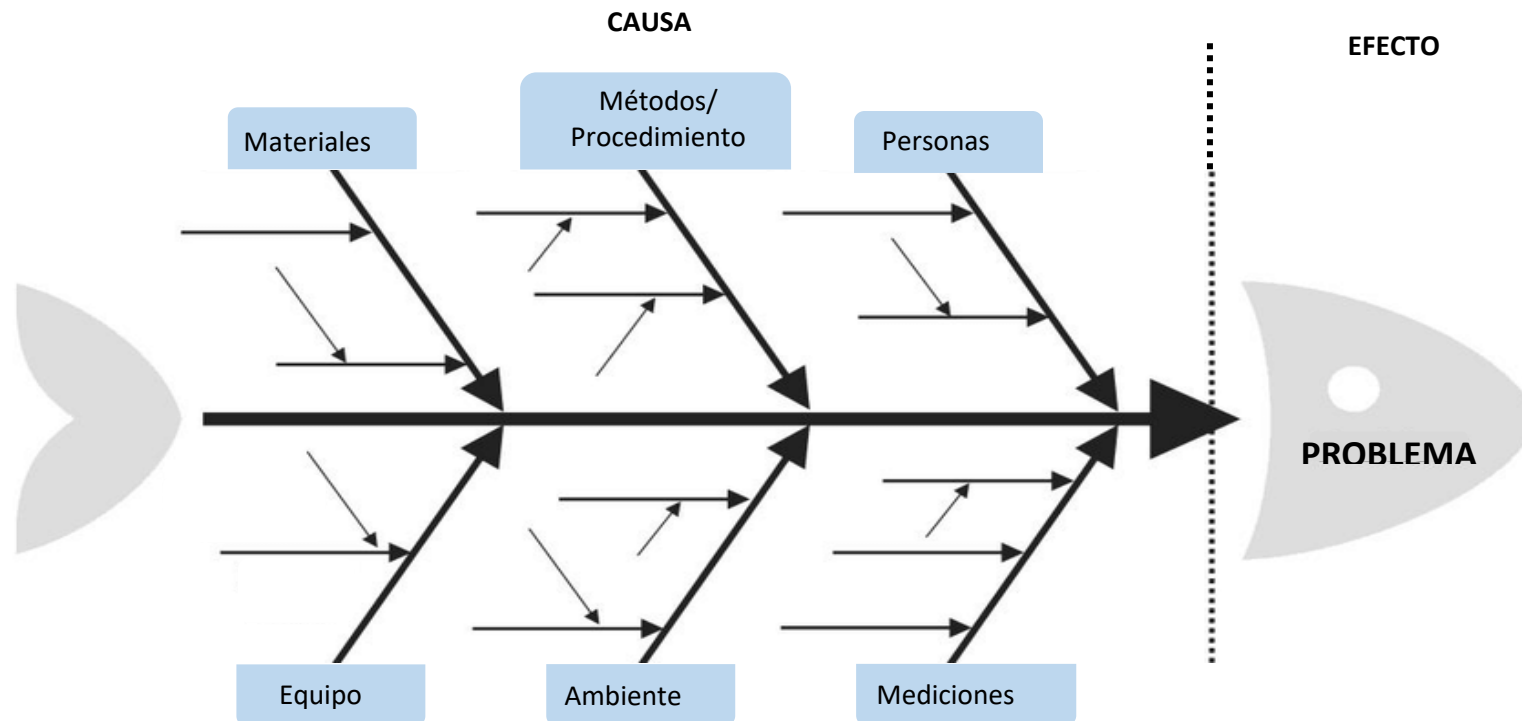 CAUSA
EFECTO
Materiales
Métodos/
Procedimiento
Personas
PROBLEMA
Equipo
Ambiente
Mediciones